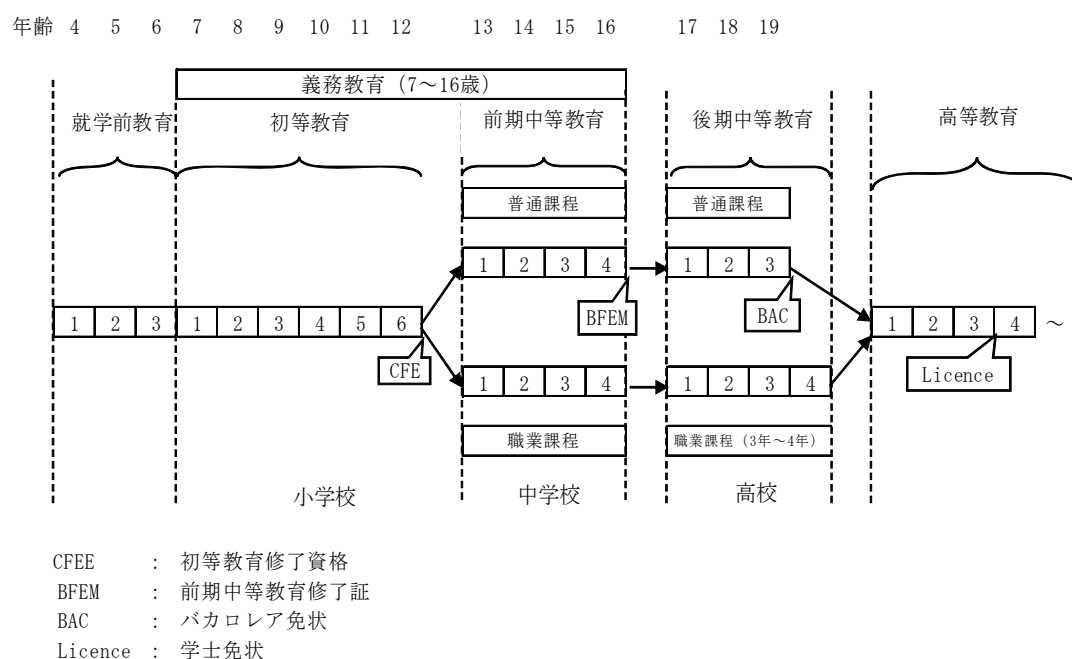 年齢 4 5 6 7 8 9 10 11 12 13 14 15 16 17 18 19
義務教育（7～16歳）
就学前教育 初等教育 前期中等教育 後期中等教育 高等教育
普通課程 普通課程
1 2 3 4 1 2 3
BFEM BAC
1 2 3 1 2 3 4 5 6 1 2 3 4 ～
CFE Licence
1 2 3 4 1 2 3 4
職業課程 職業課程（3年～4年）
小学校 中学校 高校
CFEE : 初等教育修了資格
BFEM : 前期中等教育修了証
BAC : バカロレア免状
Licence : 学士免状